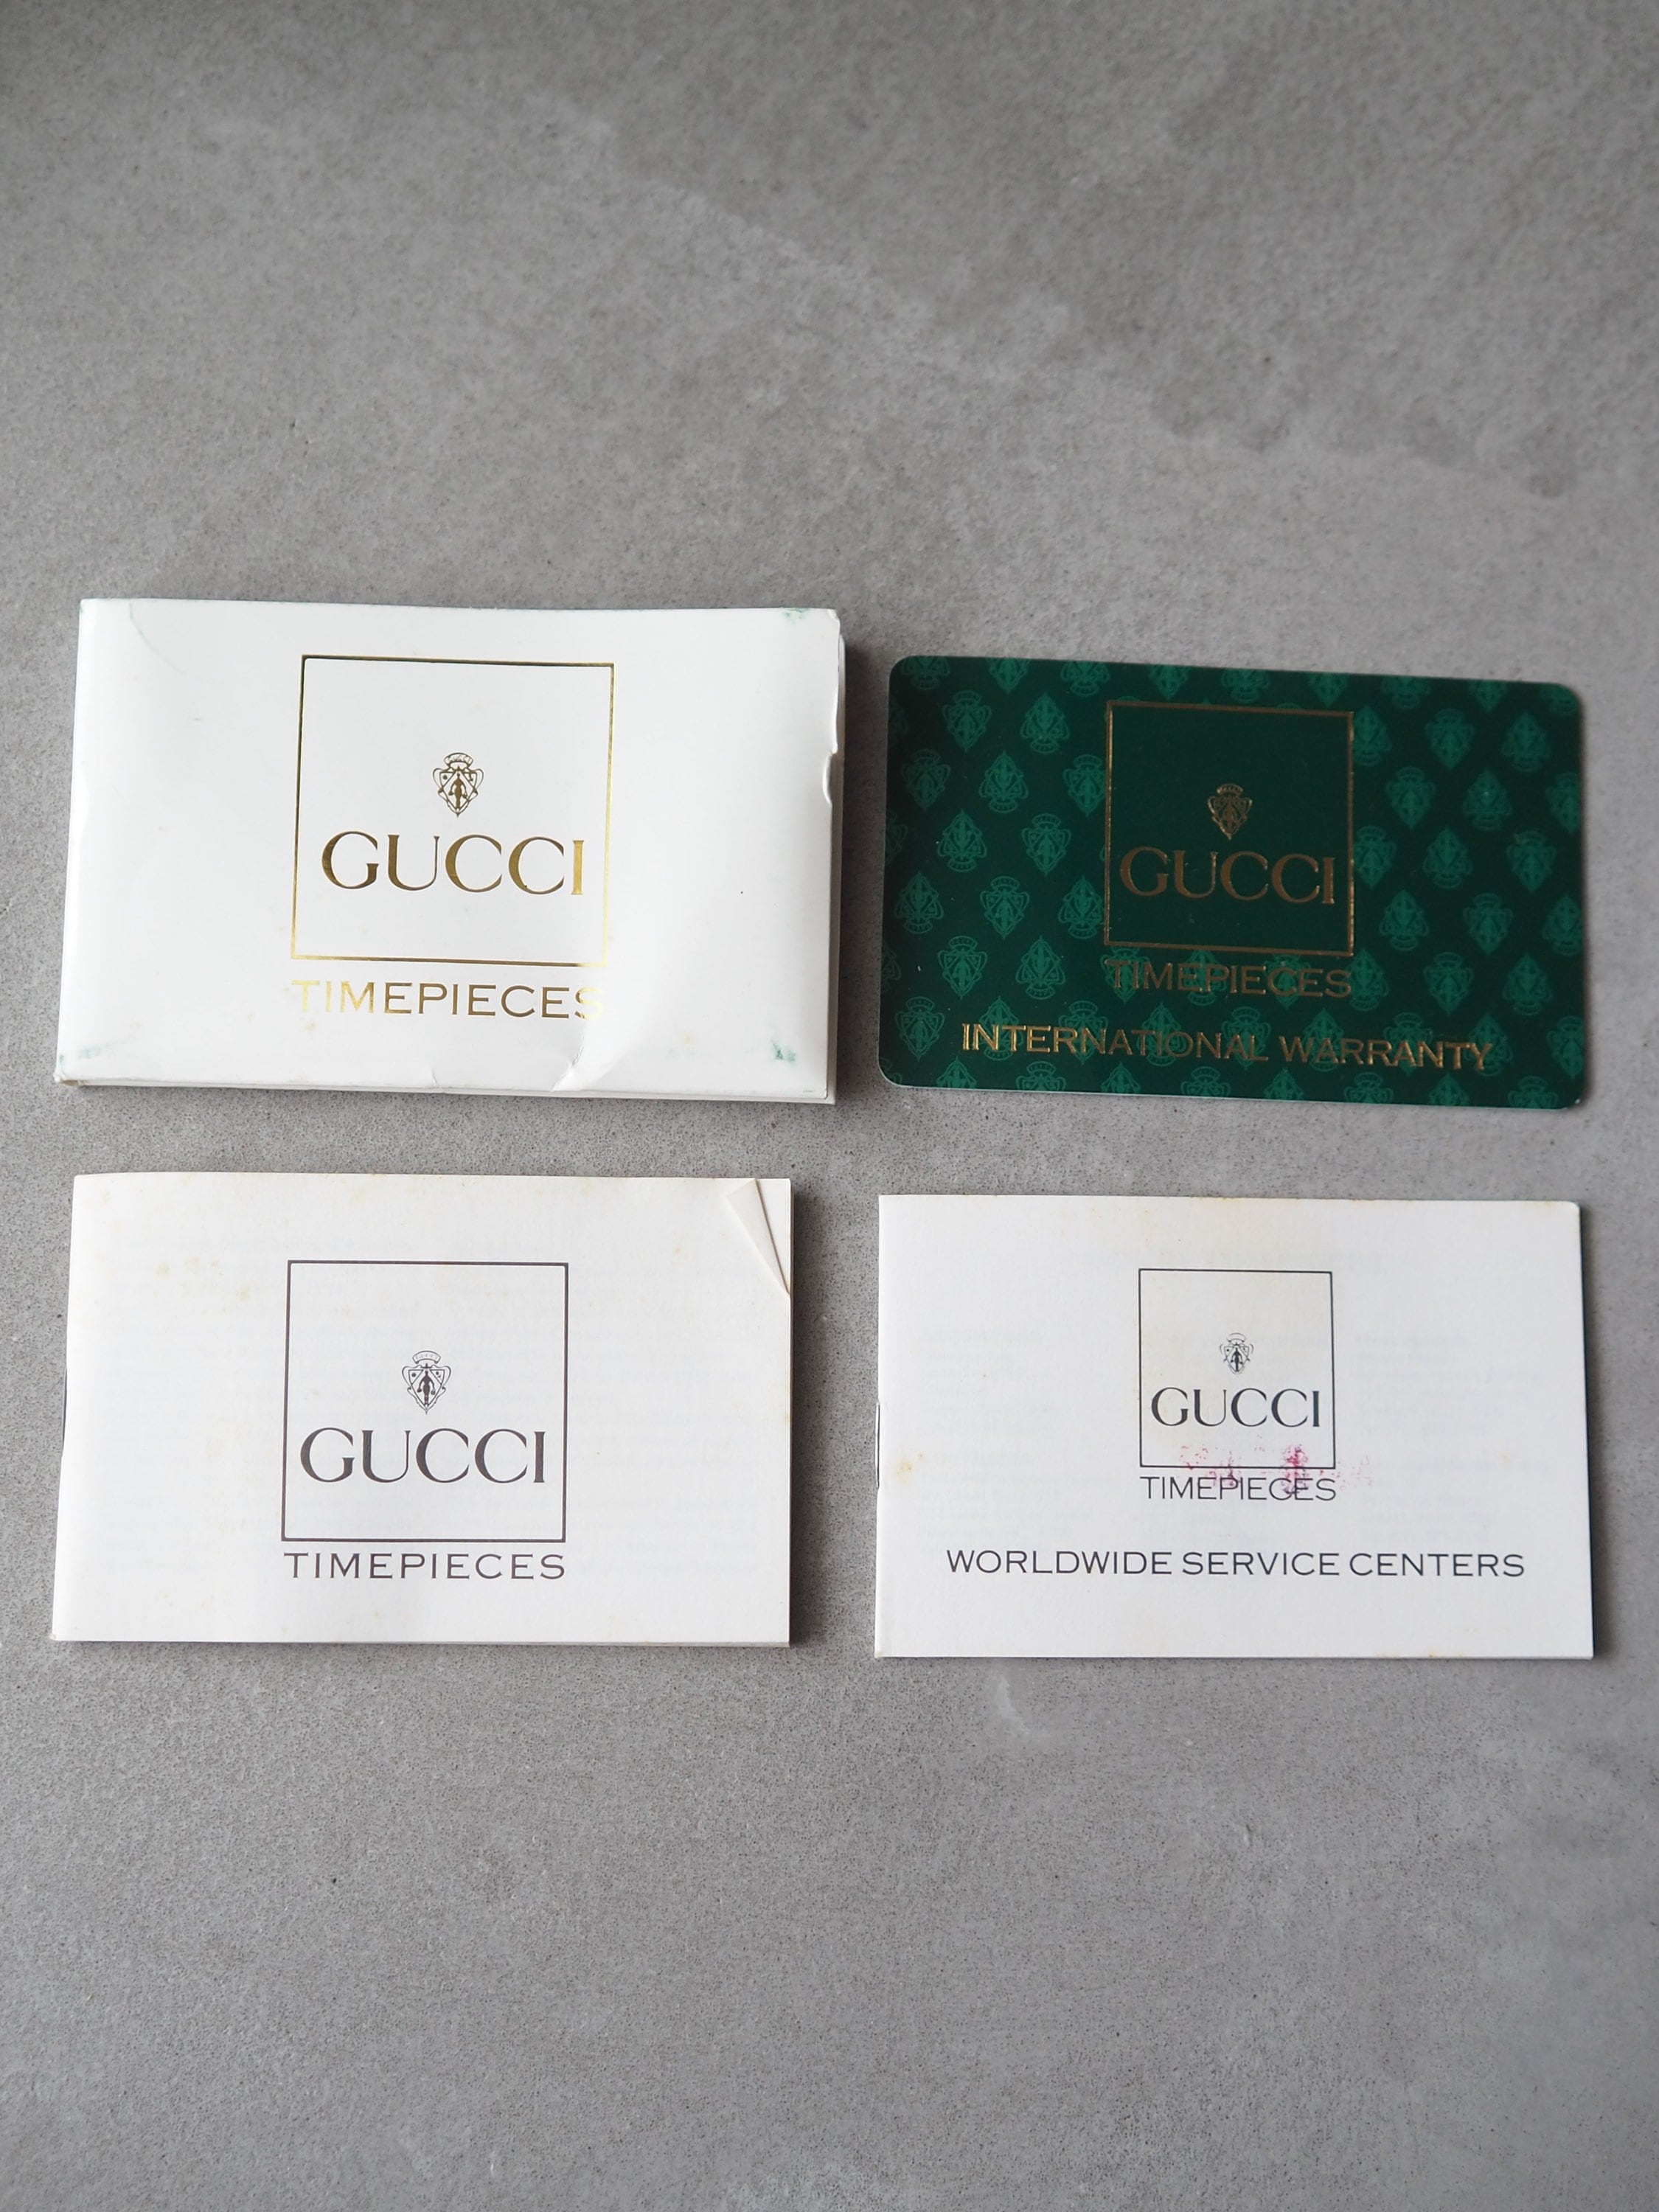 GUCCI
TIMEPIECES
GUCCI
TIMEPIECES
INTERNATIONAL WARRANTY
GUCCI
TIMEPIECES
GUCCI
TIMEPIECES
WORLDWIDE SERVICE CENTERS